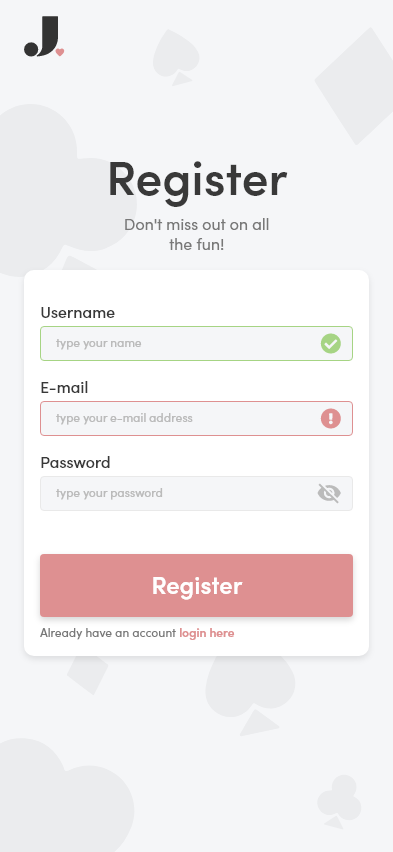 J
Register
Don't miss out on all
the fun!
Username
type your name
E-mail
type your e-mail address
Password
type your password
Register
Already have an account login here